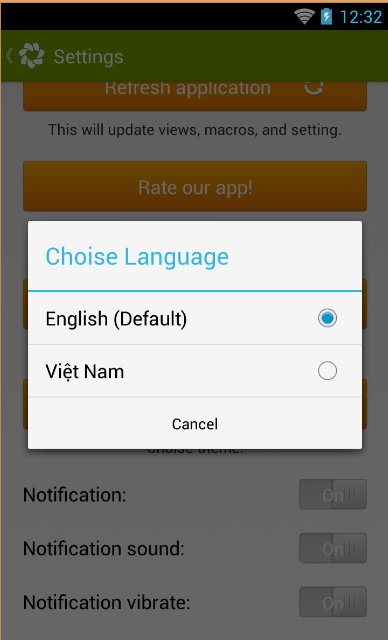 12:32
Settings
Refresh application
This will update views, macros, and setting.
Rate our app!
Choise Language
English (Default)
Việt Nam
Cancel
Choise theme.
Notification:
On
Notification sound:
On
Notification vibrate:
On